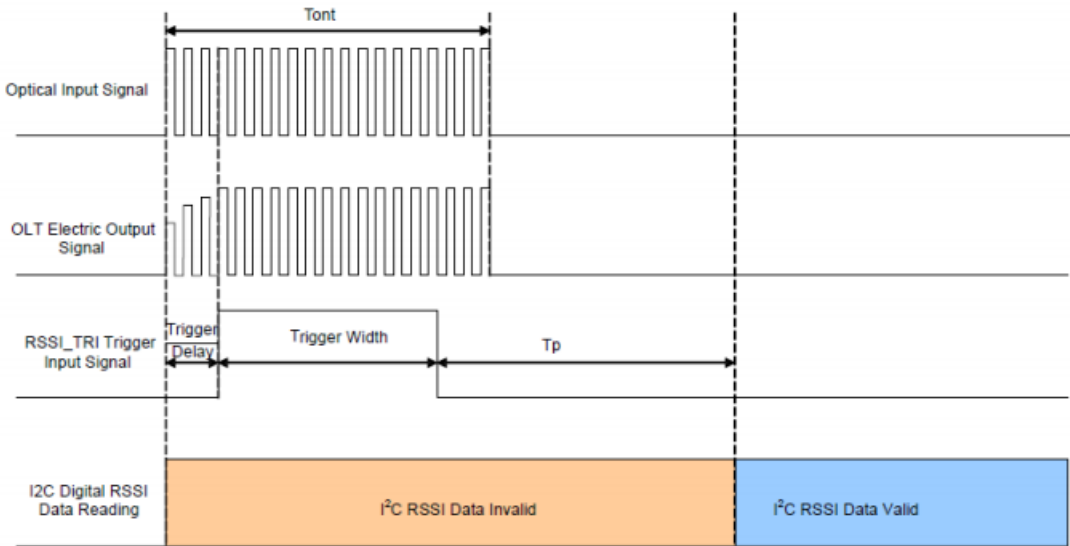 Tont
Optical Input Signal
OLT Electric Output
Signal
RSSI_TRI Trigger
Input Signal
Trigger
Delay
Trigger Width
Tp
I2C Digital RSSI
Data Reading
I²C RSSI Data Invalid
I²C RSSI Data Valid